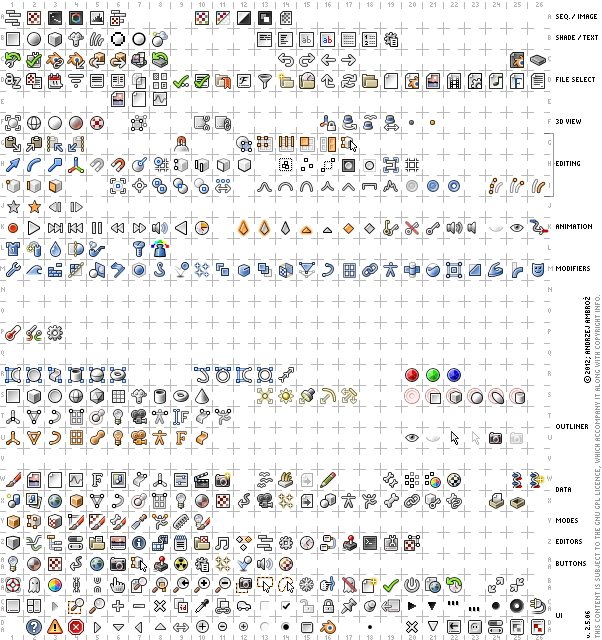 1 2 3 4 5 6 7 8 9 10 11 12 13 14 15 16 17 18 19 20 21 22 23 24 25 26
SEQ. / IMAGE
SHADE / TEXT
FILE SELECT
3D VIEW
EDITING
ANIMATION
MODIFIERS
OUTLINER
DATA
MODES
EDITORS
BUTTONS
UI
© 2012; ANDRZEJ AMBROŻ
THIS CONTENT IS SUBJECT TO THE GNU GPL LICENCE, WHICH ACCOMPANY IT ALONG WITH COPYRIGHT INFO.
v. 2.5.06